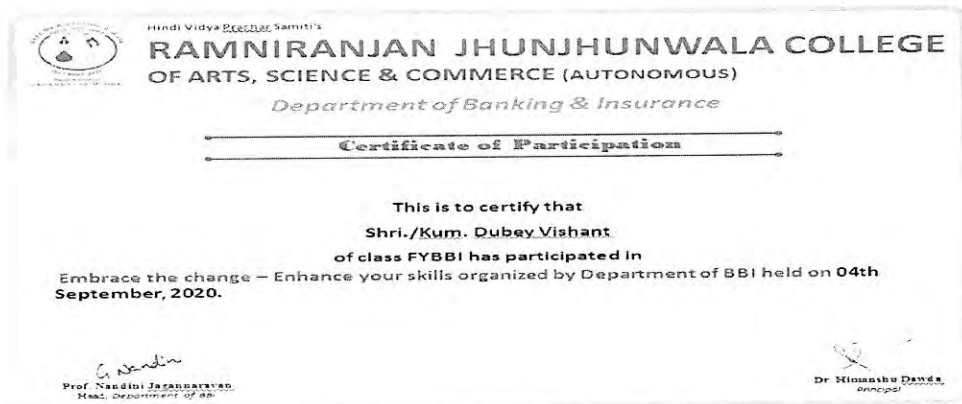 Hindi Vidya Prachar Samiti's
RAMNIRANJAN JHUNJHUNWALA COLLEGE
OF ARTS, SCIENCE & COMMERCE (AUTONOMOUS)
Department of Banking & Insurance
Certificate of Participation
This is to certify that
Shri./Kum. Dubey Vishant
of class FYBBI has participated in
Embrace the change – Enhance your skills organized by Department of BBI held on 04th
September, 2020.
G Nandin
Prof. Nandini Jagannarayan
Head, Department of BBI
Dr Himanshu Dawda
Principal